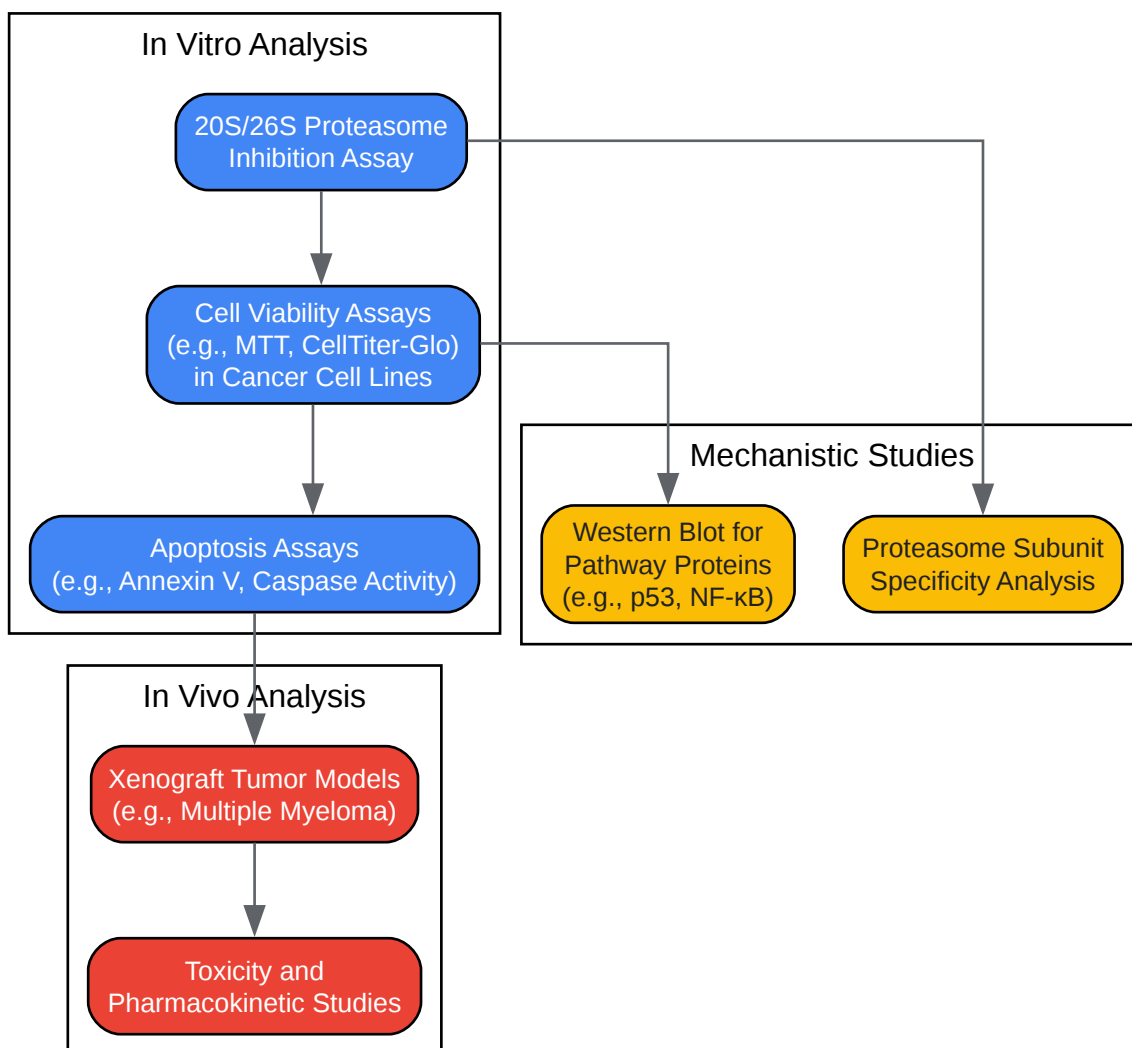 In Vitro Analysis
20S/26S Proteasome
Inhibition Assay
Cell Viability Assays
(e.g., MTT, CellTiter-Glo)
in Cancer Cell Lines
Apoptosis Assays
(e.g., Annexin V, Caspase Activity)
Mechanistic Studies
Western Blot for
Pathway Proteins
(e.g., p53, NF-κB)
Proteasome Subunit
Specificity Analysis
In Vivo Analysis
Xenograft Tumor Models
(e.g., Multiple Myeloma)
Toxicity and
Pharmacokinetic Studies